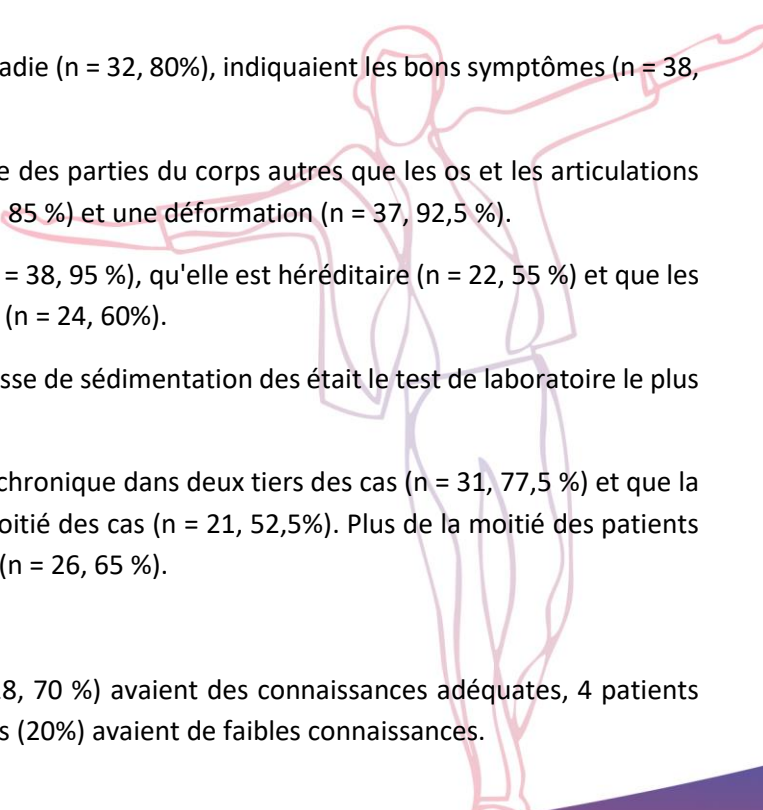 adie (n = 32, 80%), indiquaient les bons symptômes (n = 38,
e des parties du corps autres que les os et les articulations
85 %) et une déformation (n = 37, 92,5 %).
= 38, 95 %), qu'elle est héréditaire (n = 22, 55 %) et que les
(n = 24, 60%).
sse de sédimentation des était le test de laboratoire le plus
chronique dans deux tiers des cas (n = 31, 77,5 %) et que la
oitié des cas (n = 21, 52,5%). Plus de la moitié des patients
(n = 26, 65 %).
8, 70 %) avaient des connaissances adéquates, 4 patients
s (20%) avaient de faibles connaissances.